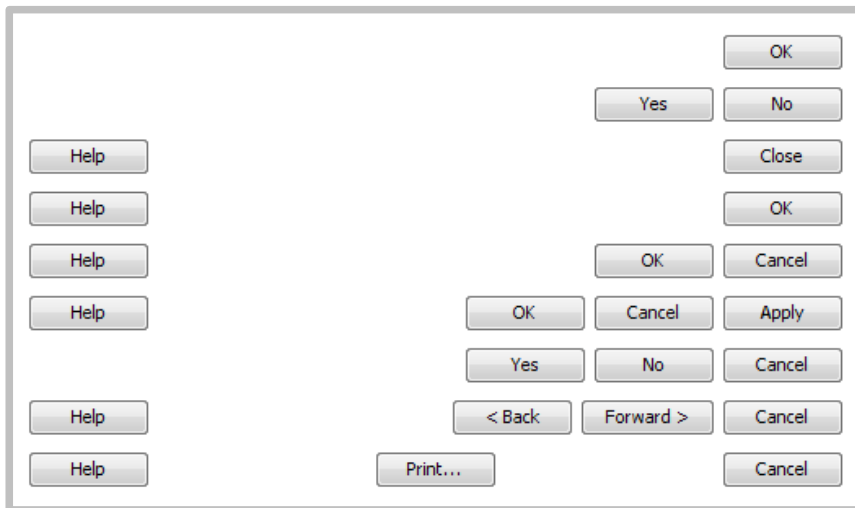 OK
Yes No
Help Close
Help OK
Help OK Cancel
Help OK Cancel Apply
Yes No Cancel
Help < Back Forward > Cancel
Help Print... Cancel